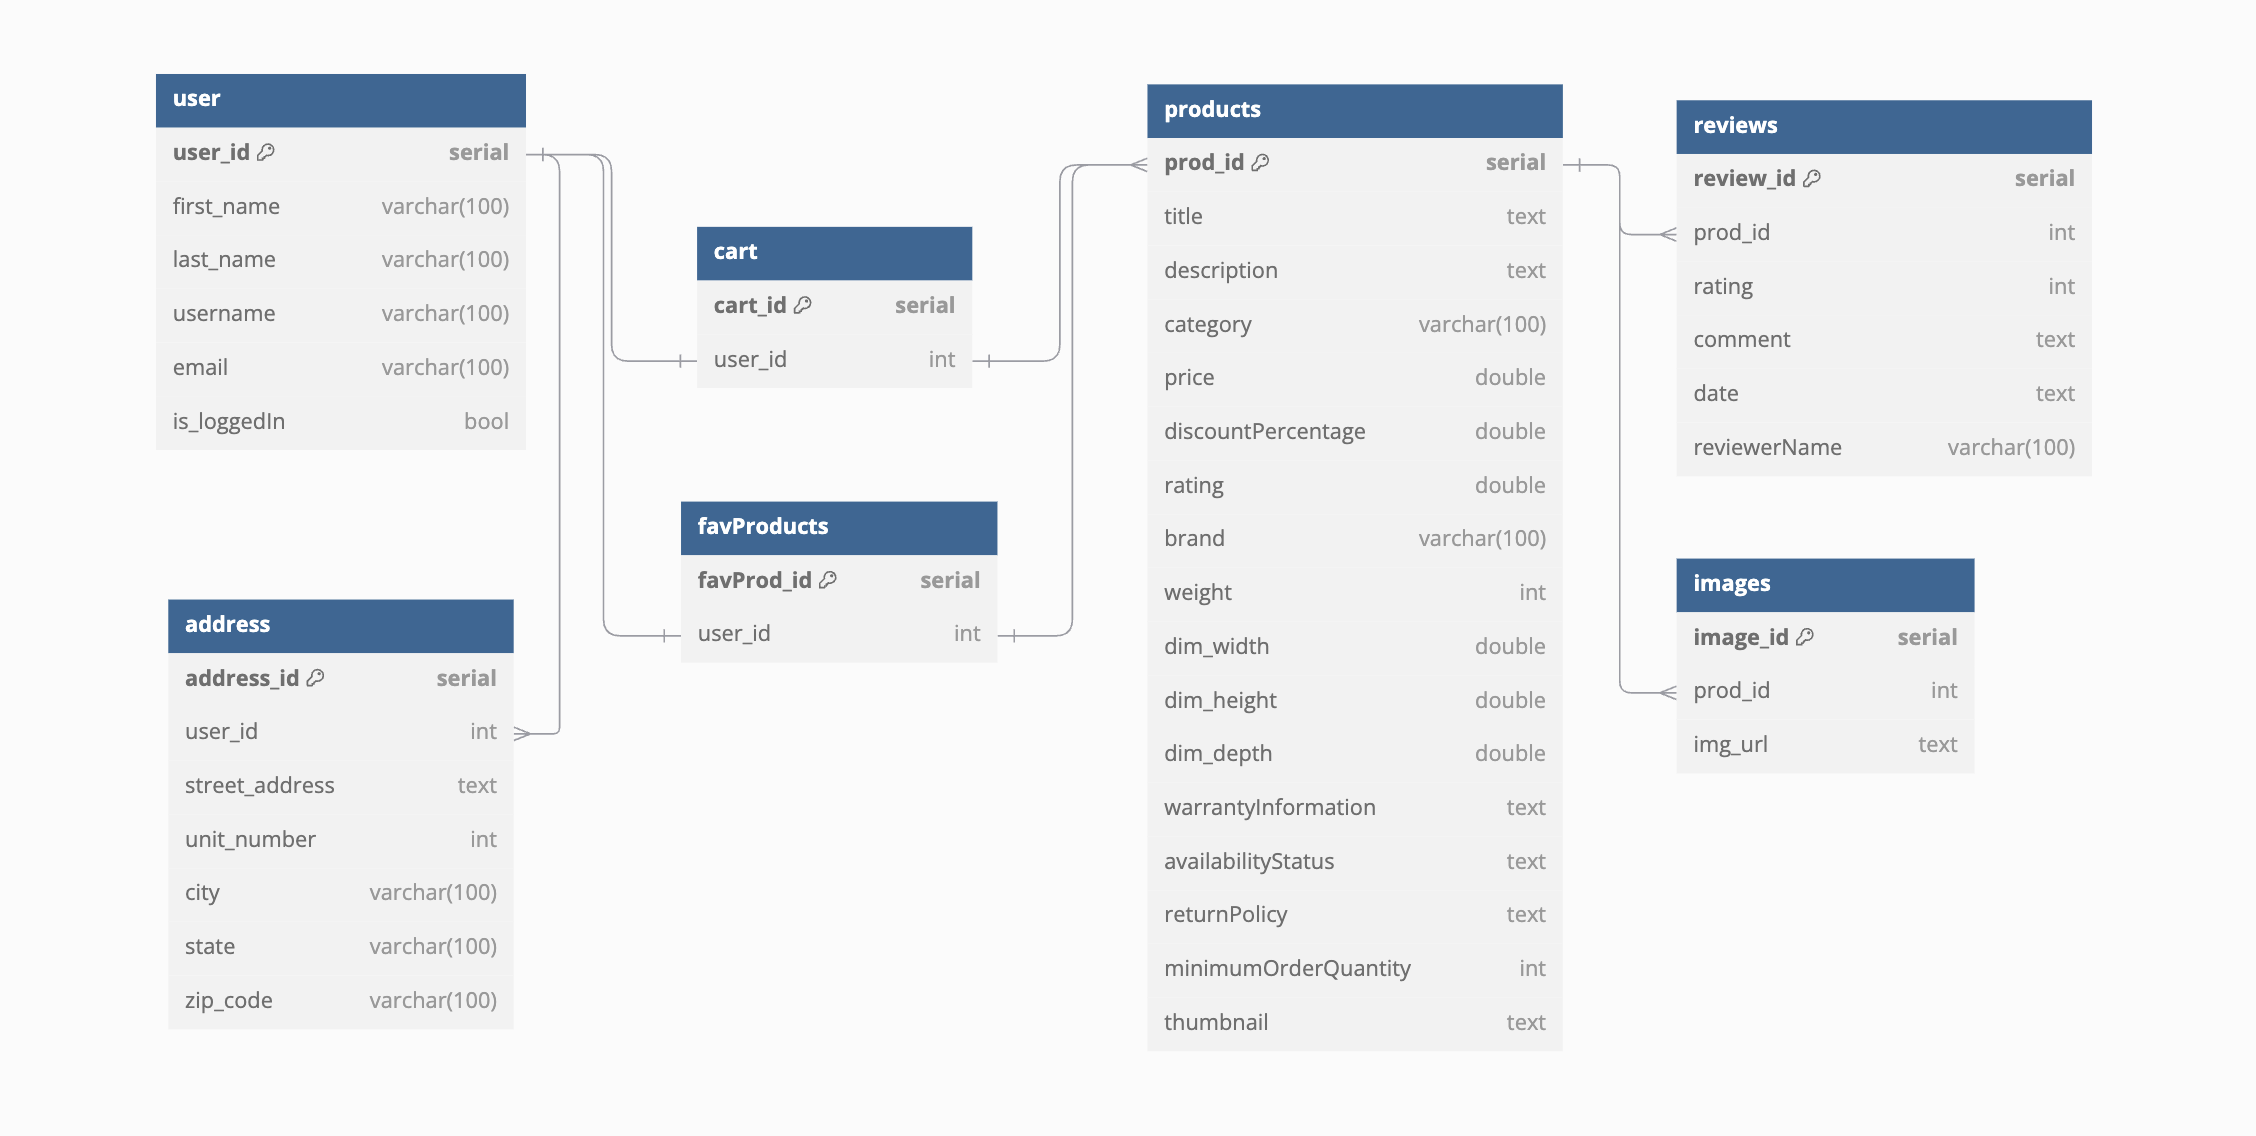 user
user_id serial
first_name varchar(100)
last_name varchar(100)
username varchar(100)
email varchar(100)
is_loggedIn bool
address
address_id serial
user_id int
street_address text
unit_number int
city varchar(100)
state varchar(100)
zip_code varchar(100)
cart
cart_id serial
user_id int
favProducts
favProd_id serial
user_id int
products
prod_id serial
title text
description text
category varchar(100)
price double
discountPercentage double
rating double
brand varchar(100)
weight int
dim_width double
dim_height double
dim_depth double
warrantyInformation text
availabilityStatus text
returnPolicy text
minimumOrderQuantity int
thumbnail text
reviews
review_id serial
prod_id int
rating int
comment text
date text
reviewerName varchar(100)
images
image_id serial
prod_id int
img_url text